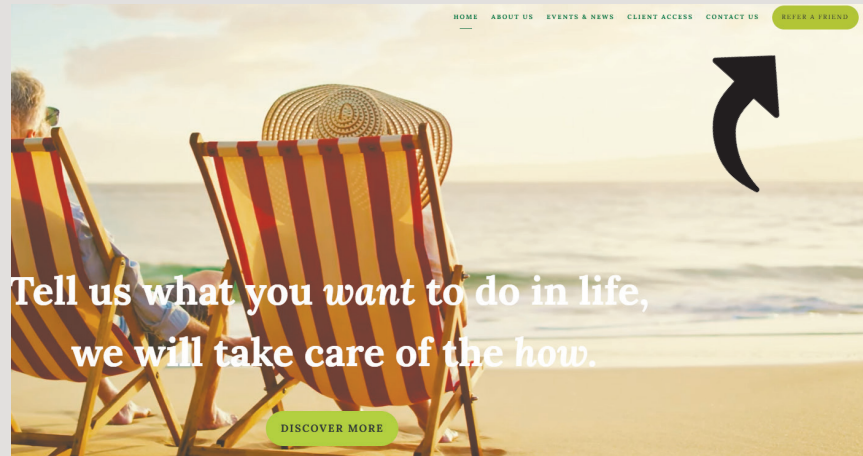 HOME ABOUT US EVENTS & NEWS CLIENT ACCESS CONTACT US REFER A FRIEND
Tell us what you want to do in life,
we will take care of the how.
DISCOVER MORE